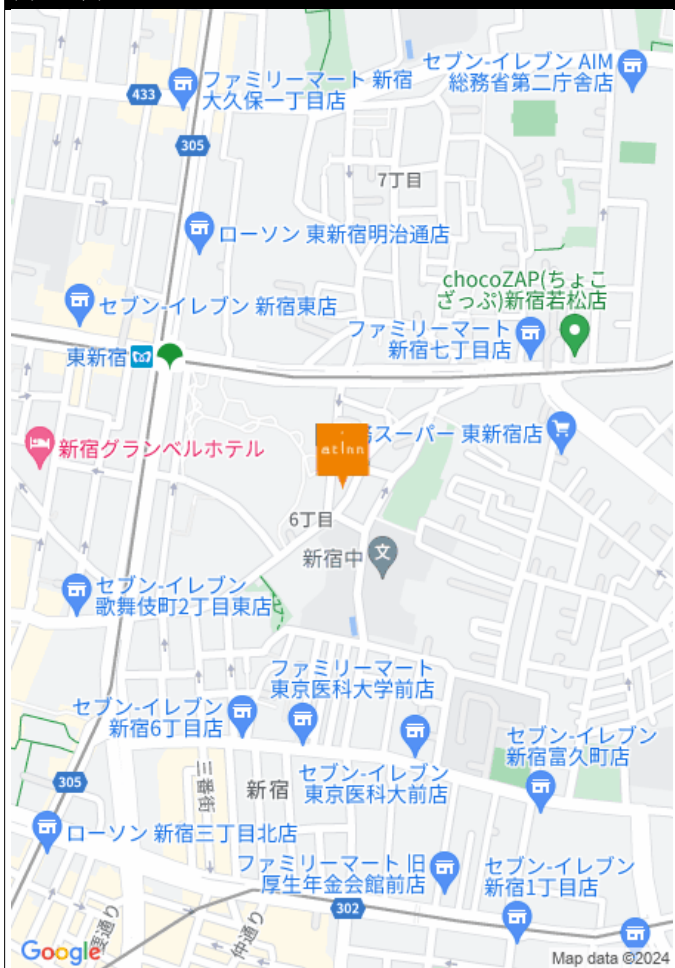 セブン-イレブン AIM
総務省第二庁舎店
ファミリーマート 新宿
大久保一丁目店
433
305
7丁目
ローソン 東新宿明治通店
chocoZAP(ちょこ
ざっぷ)新宿若松店
セブン-イレブン 新宿東店
ファミリーマート
新宿七丁目店
東新宿
スーパー 東新宿店
新宿グランベルホテル
at inn
6丁目
新宿中
文
セブン-イレブン
歌舞伎町2丁目東店
ファミリーマート
東京医科大学前店
セブン-イレブン
新宿6丁目店
セブン-イレブン
新宿富久町店
セブン-イレブン
東京医科大前店
305
三番街
新宿
ローソン 新宿三丁目北店
ファミリーマート 旧
厚生年金会館前店
セブン-イレブン
新宿1丁目店
302
要通り
仲通り
Google
Map data ©2024